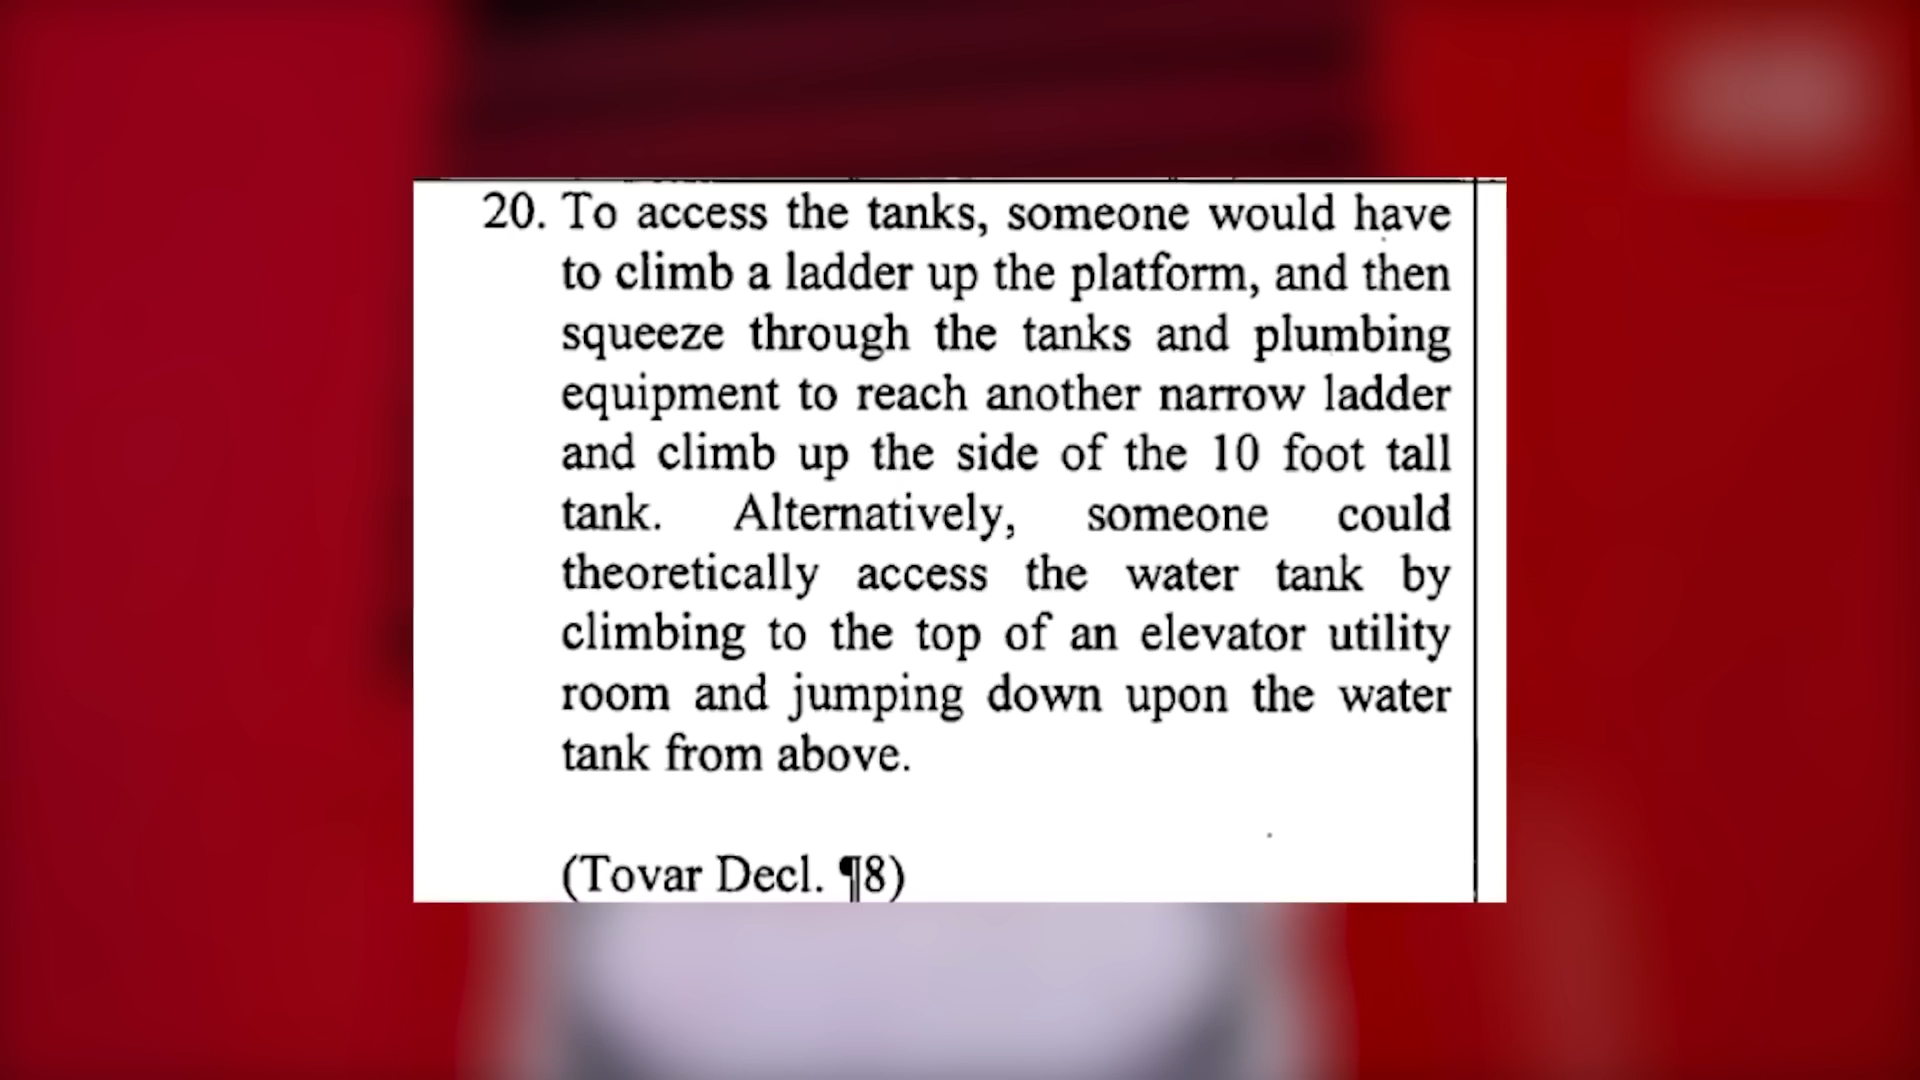 20. To access the tanks, someone would have
to climb a ladder up the platform, and then
squeeze through the tanks and plumbing
equipment to reach another narrow ladder
and climb up the side of the 10 foot tall
tank. Alternatively, someone could
theoretically access the water tank by
climbing to the top of an elevator utility
room and jumping down upon the water
tank from above.
(Tovar Decl. ¶8)